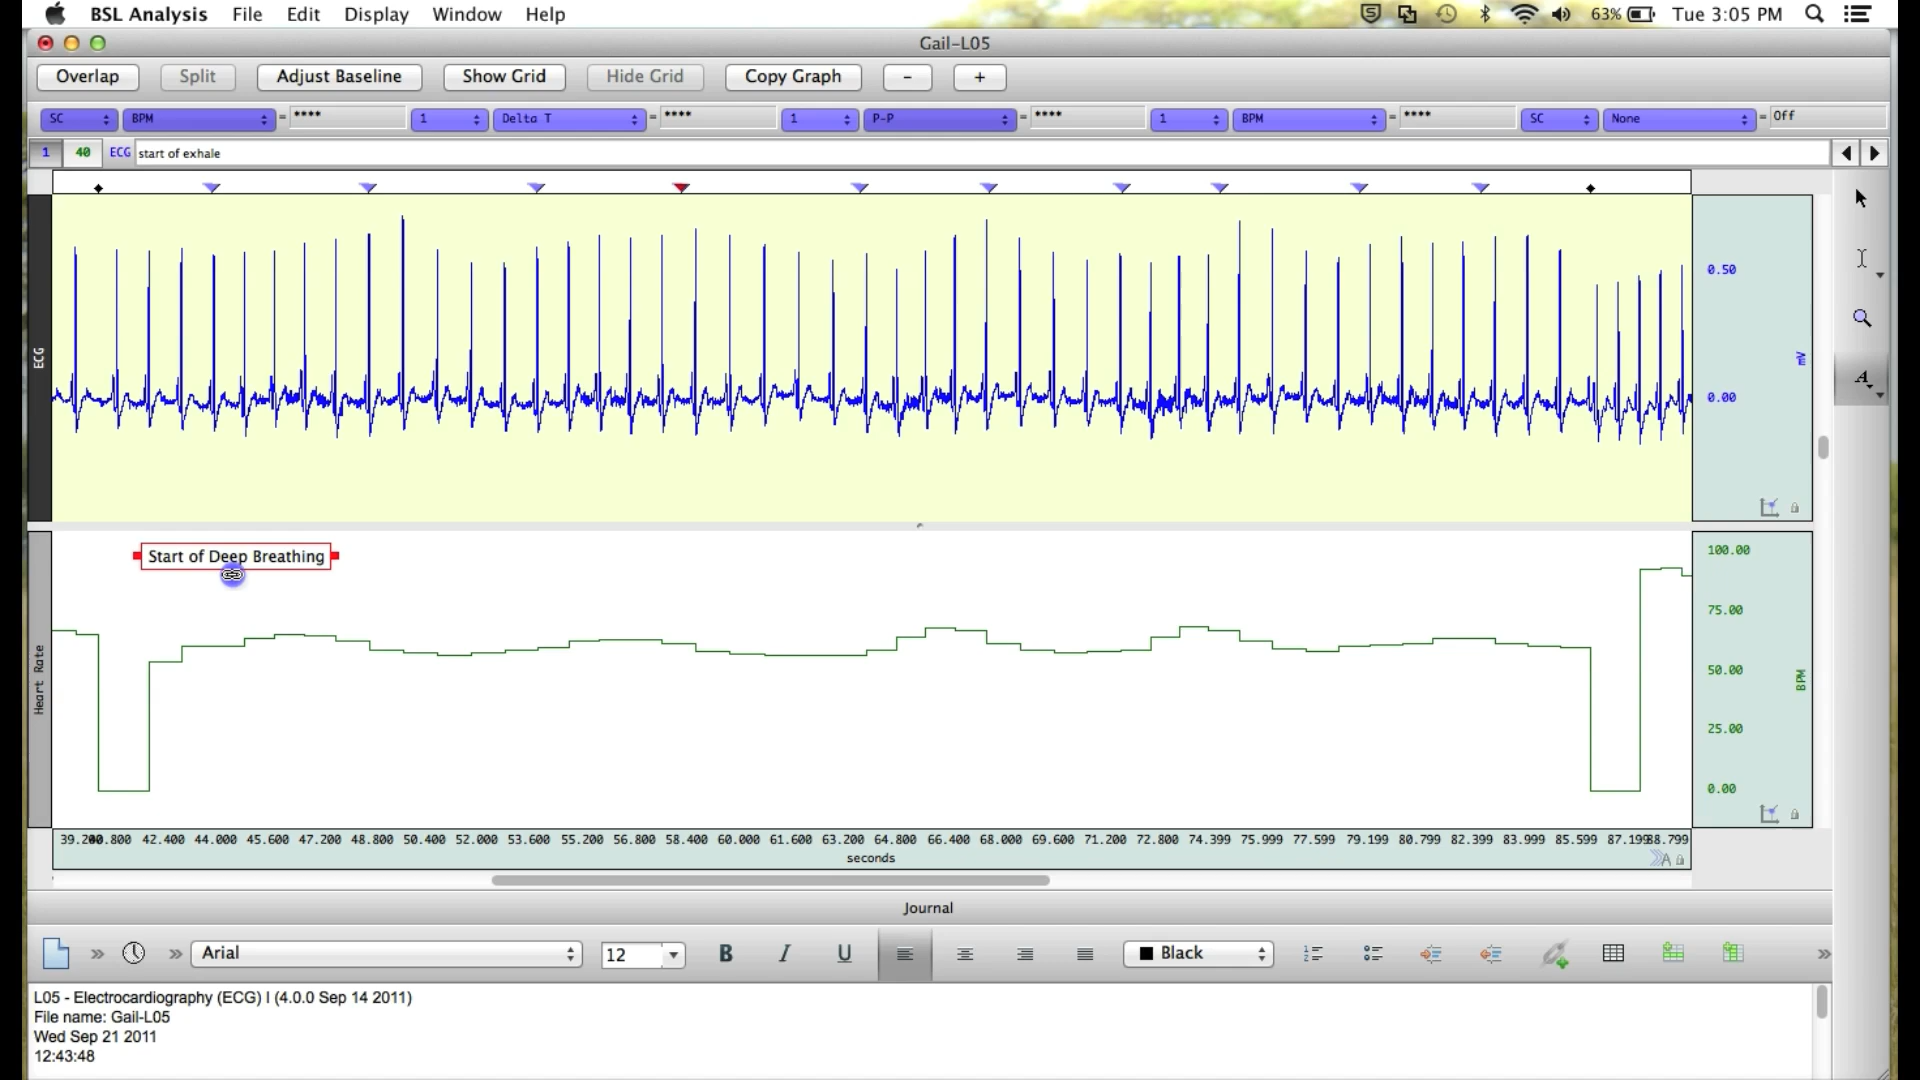 BSL Analysis File Edit Display Window Help 63% Tue 3:05 PM
Gail-L05
Overlap Split Adjust Baseline Show Grid Hide Grid Copy Graph - +
SC BPM = **** 1 Delta T = **** 1 P-P = **** 1 BPM = **** SC None = Off
1 40 ECG start of exhale
ECG
0.50
mV
0.00
Start of Deep Breathing
100.00
75.00
Heart Rate
50.00
BPM
25.00
0.00
42.400 44.000 45.600 47.200 48.800 50.400 52.000 53.600 55.200 56.800 58.400 60.000 61.600 63.200 64.800 66.400 68.000 69.600 71.200 72.800 74.399 75.999 77.599 79.199 80.799 82.399 83.999 85.599 87.199 88.799
seconds
Journal
Arial 12 B I U Black
L05 - Electrocardiography (ECG) I (4.0.0 Sep 14 2011)
File name: Gail-L05
Wed Sep 21 2011
12:43:48